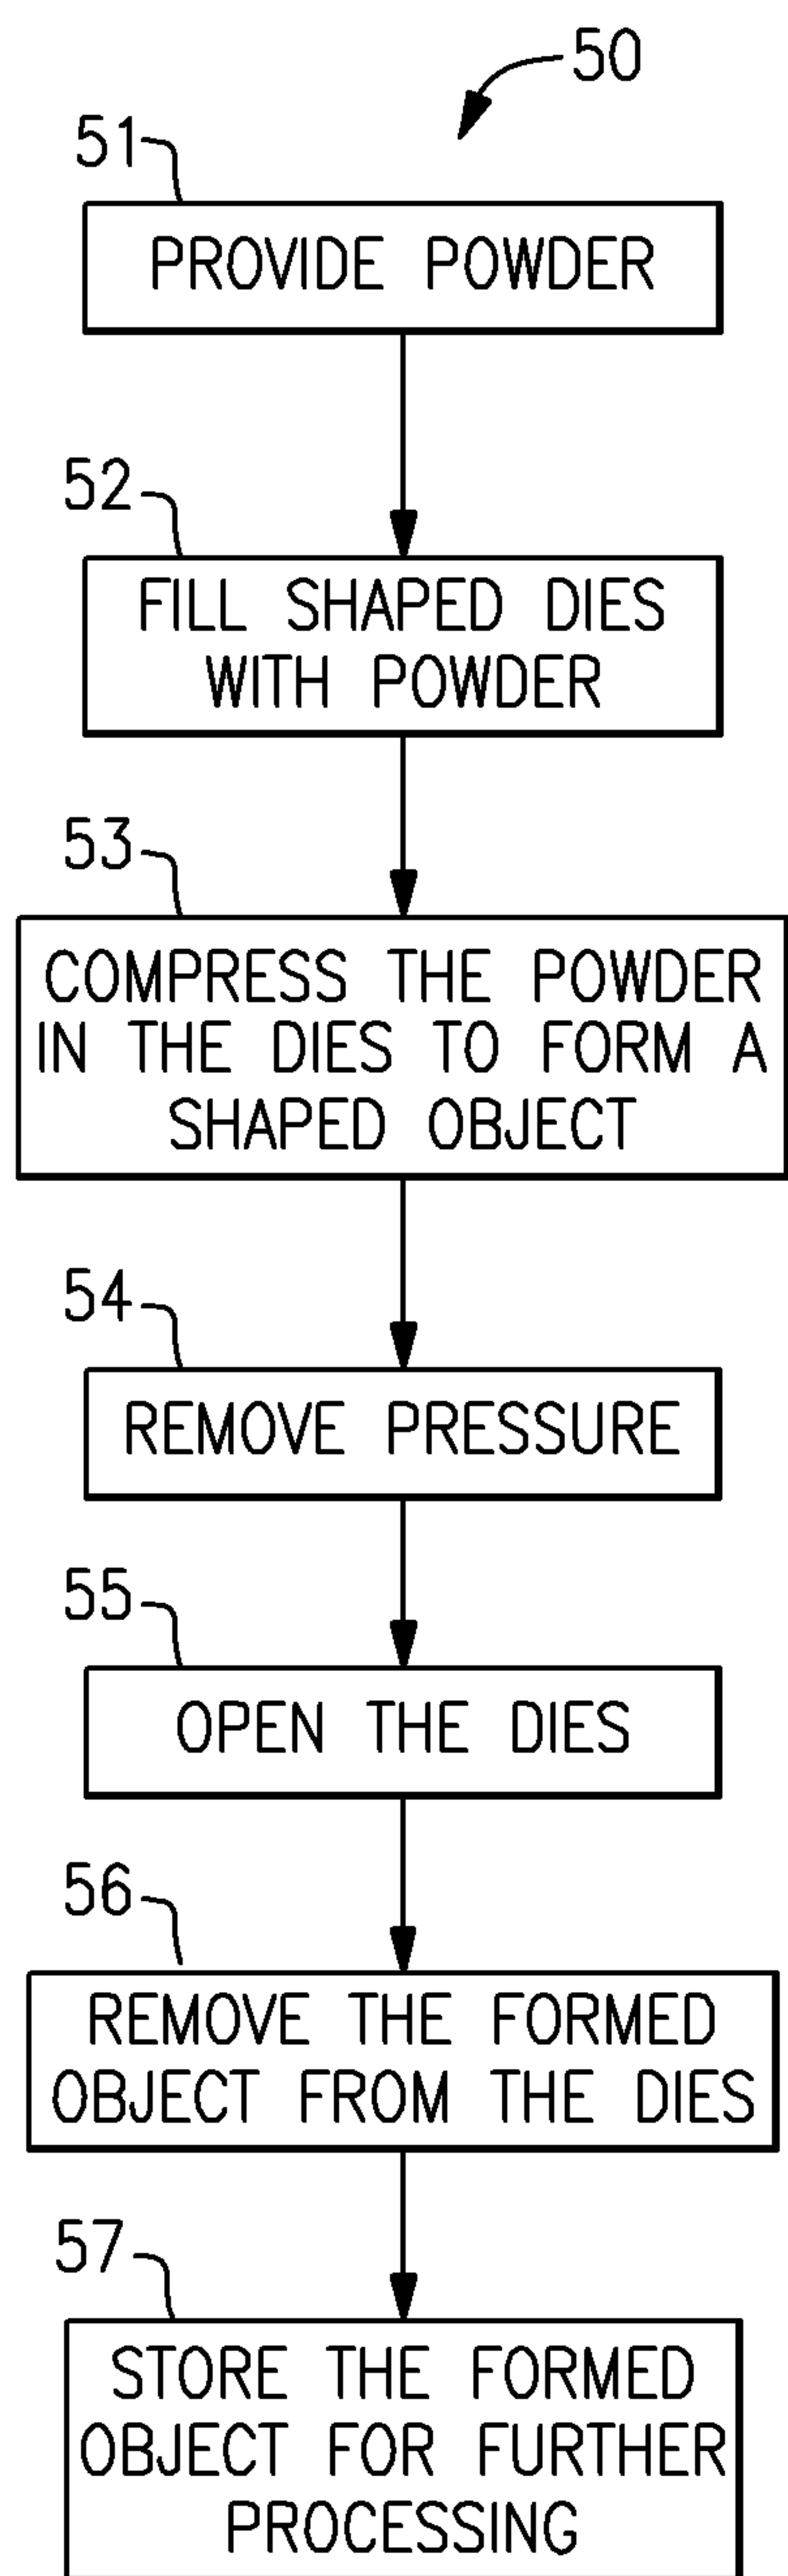 50
51
PROVIDE POWDER
52
FILL SHAPED DIES
WITH POWDER
53
COMPRESS THE POWDER
IN THE DIES TO FORM A
SHAPED OBJECT
54
REMOVE PRESSURE
55
OPEN THE DIES
56
REMOVE THE FORMED
OBJECT FROM THE DIES
57
STORE THE FORMED
OBJECT FOR FURTHER
PROCESSING